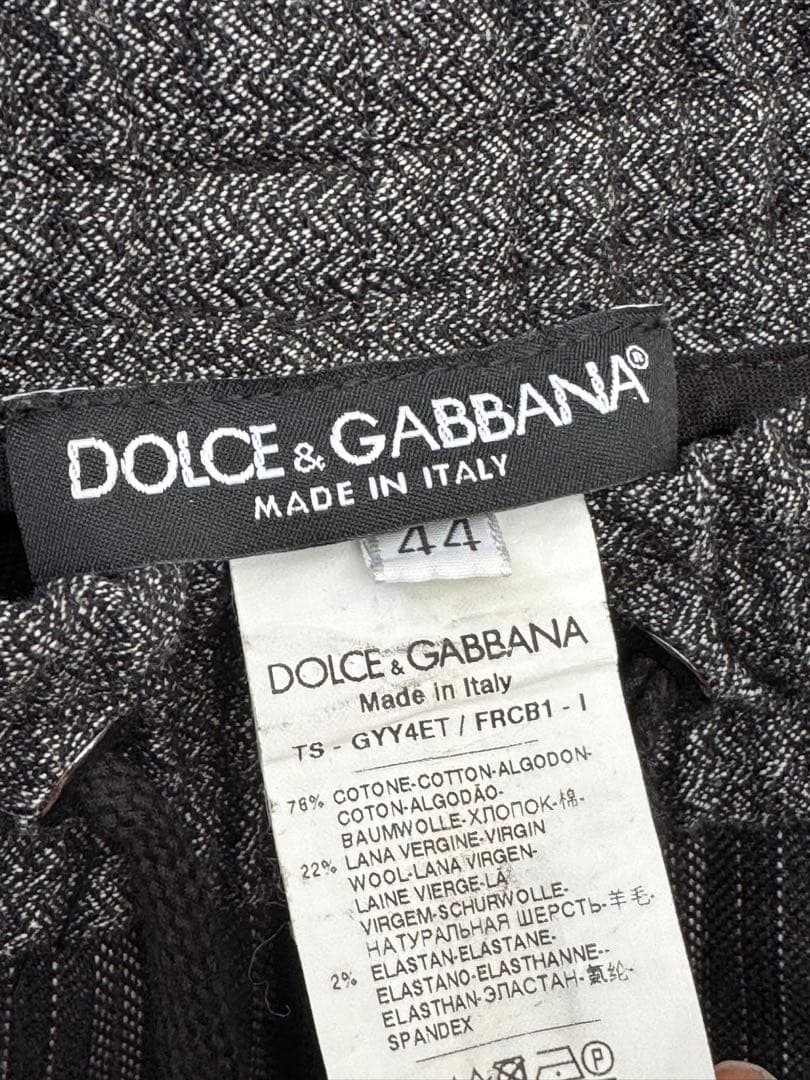 DOLCE & GABBANA®
MADE IN ITALY
44
DOLCE & GABBANA
Made in Italy
TS - GYY4ET / FRCB1 - I
76% COTONE-COTTON-ALGODON-
COTON-ALGODÃO-
BAUMWOLLE-ХЛОПОК-棉-
22% LANA VERGINE-VIRGIN
WOOL-LANA VIRGEN-
LAINE VIERGE-LÃ
VIRGEM-SCHURWOLLE-
НАТУРАЛЬНАЯ ШЕРСТЬ-羊毛-
2% ELASTAN-ELASTANE-
ELASTANO-ELASTHANNE--
ELASTHAN-ЭЛАСТАН-氨纶-
SPANDEX
P